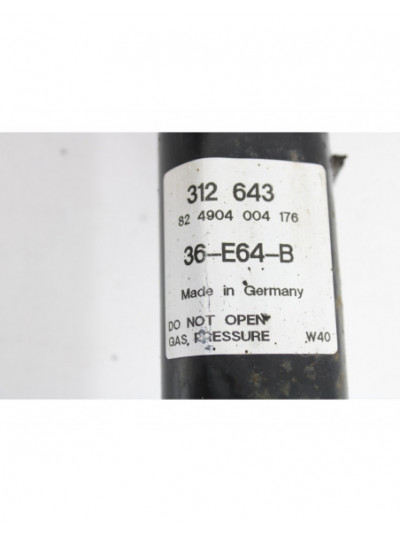 312 643
82 4904 004 176
36-E64-B
Made in Germany
DO NOT OPEN
GAS PRESSURE W40